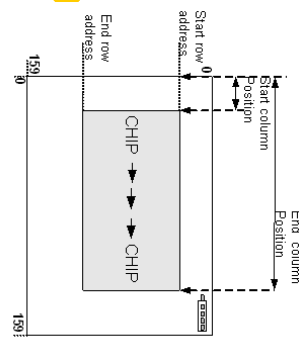 Start row
address
End row
address
0
159
0
Start column
Position
End column
Position
CHIP
CHIP
159